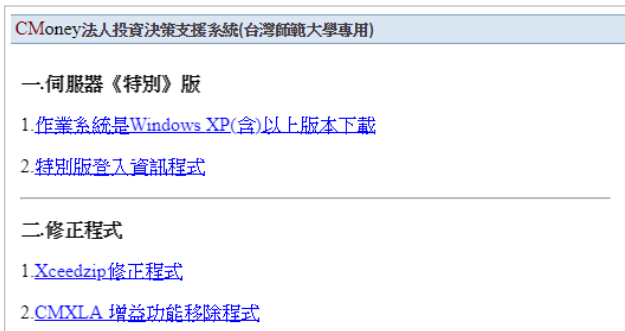 CMoney法人投資決策支援系統(台灣師範大學專用)
一.伺服器《特別》版
1.作業系統是Windows XP(含)以上版本下載
2.特別版登入資訊程式
二.修正程式
1.Xceedzip修正程式
2.CMXLA 增益功能移除程式